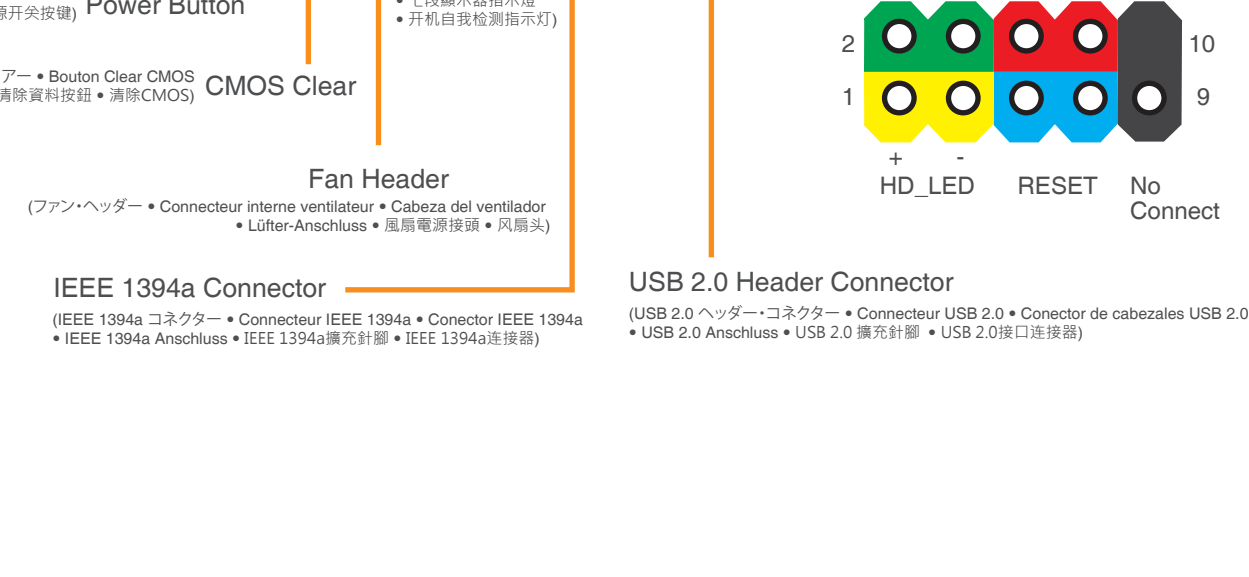 Power Button
源开关按键)
• 七段顯示器指示燈
• 开机自我检测指示灯)
アー • Bouton Clear CMOS
清除資料按鈕 • 清除CMOS)
CMOS Clear
Fan Header
(ファン・ヘッダー • Connecteur interne ventilateur • Cabeza del ventilador
• Lüfter-Anschluss • 風扇電源接頭 • 风扇头)
IEEE 1394a Connector
(IEEE 1394a コネクター • Connecteur IEEE 1394a • Conector IEEE 1394a
• IEEE 1394a Anschluss • IEEE 1394a擴充針腳 • IEEE 1394a连接器)
2
10
1
9
+ -
HD_LED
RESET
No
Connect
USB 2.0 Header Connector
(USB 2.0 ヘッダー・コネクター • Connecteur USB 2.0 • Conector de cabezales USB 2.0
• USB 2.0 Anschluss • USB 2.0 擴充針腳 • USB 2.0接口连接器)